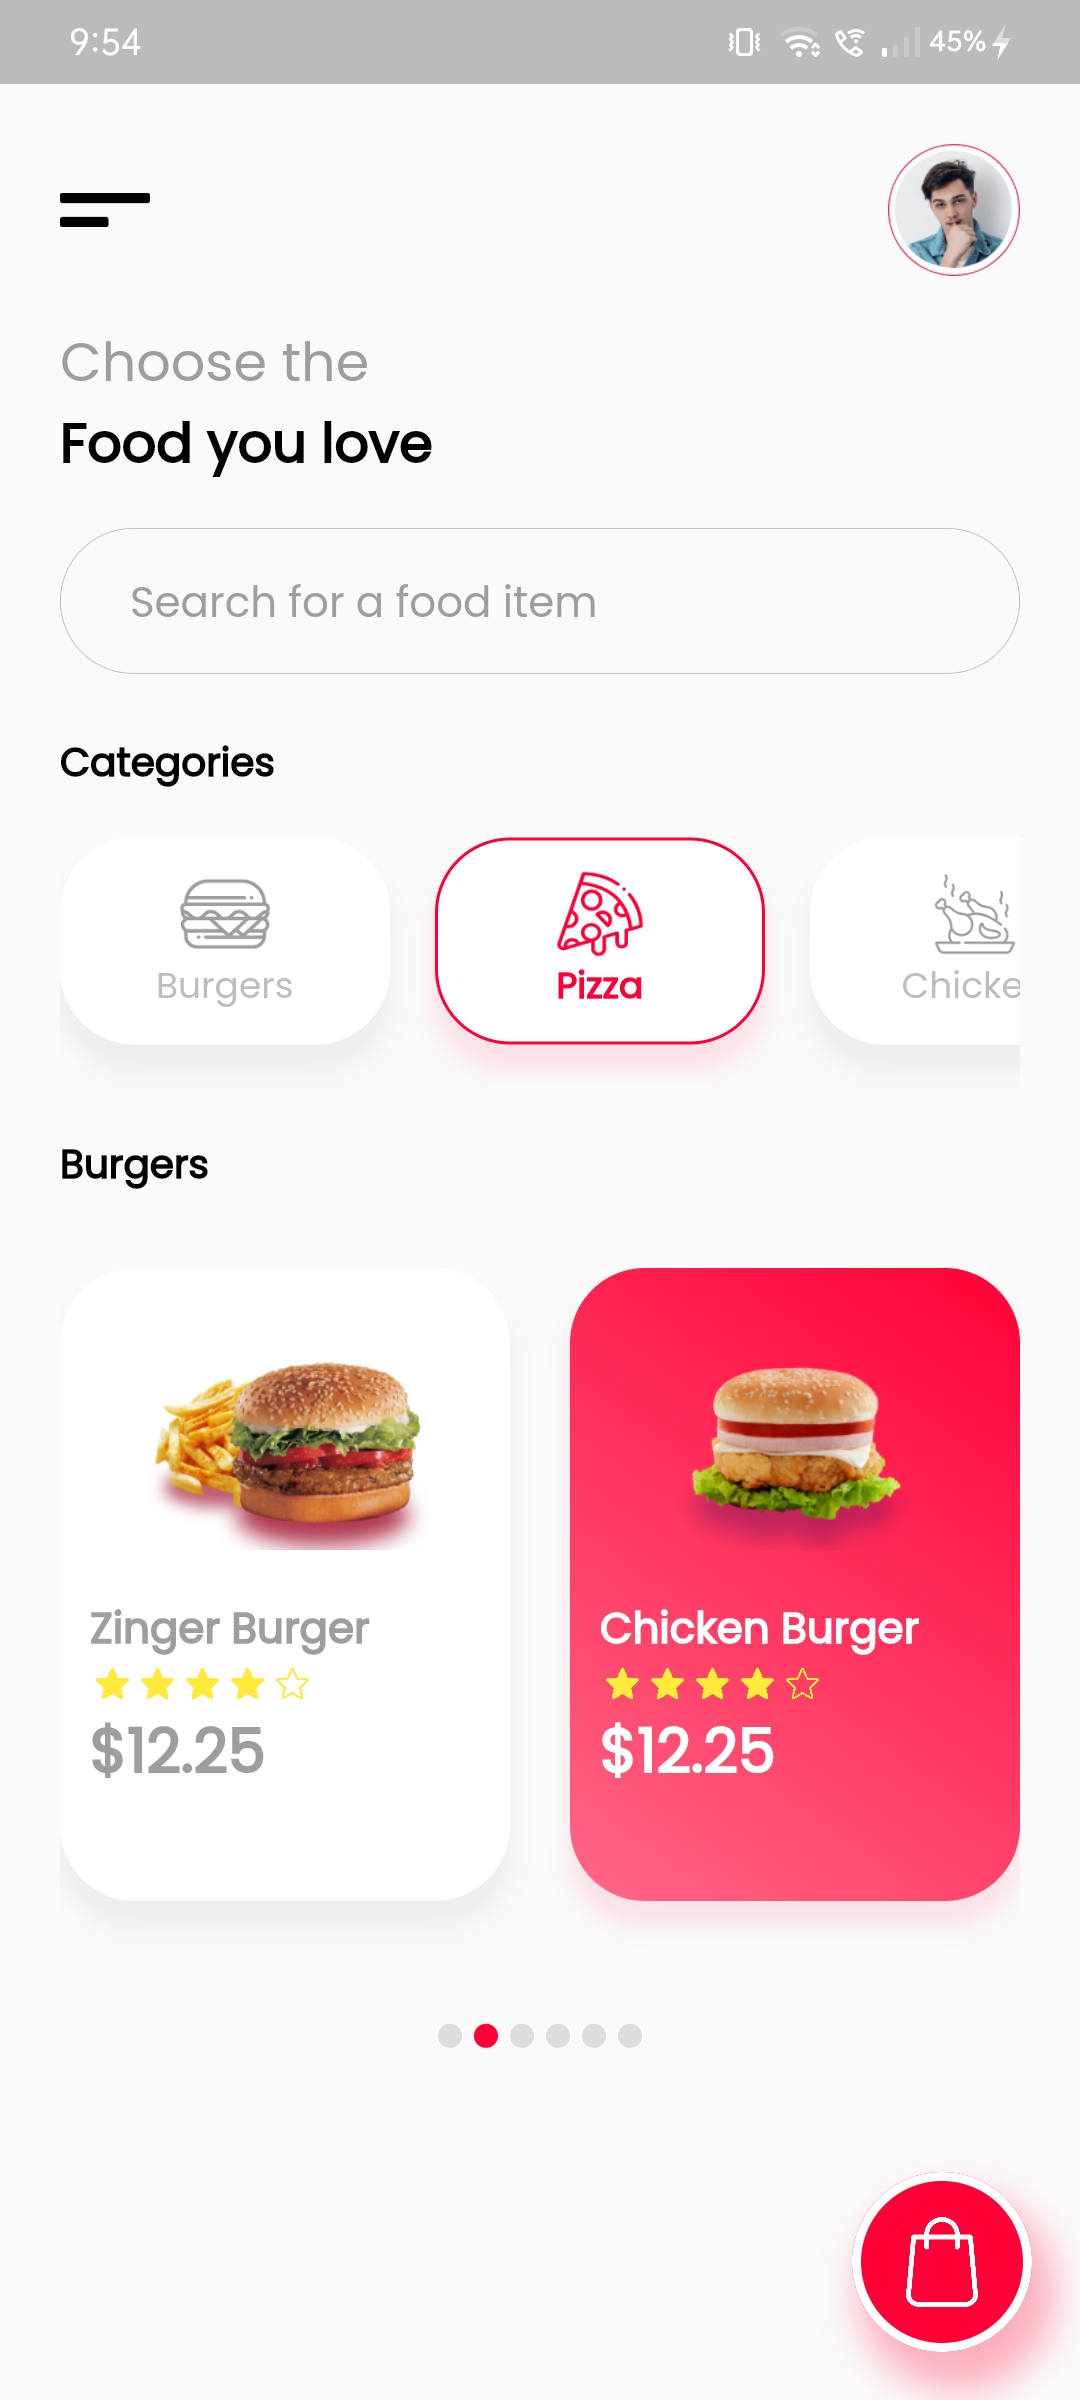 9:54
45%
Choose the
Food you love
Search for a food item
Categories
Burgers
Pizza
Chicke
Burgers
Zinger Burger
$12.25
Chicken Burger
$12.25